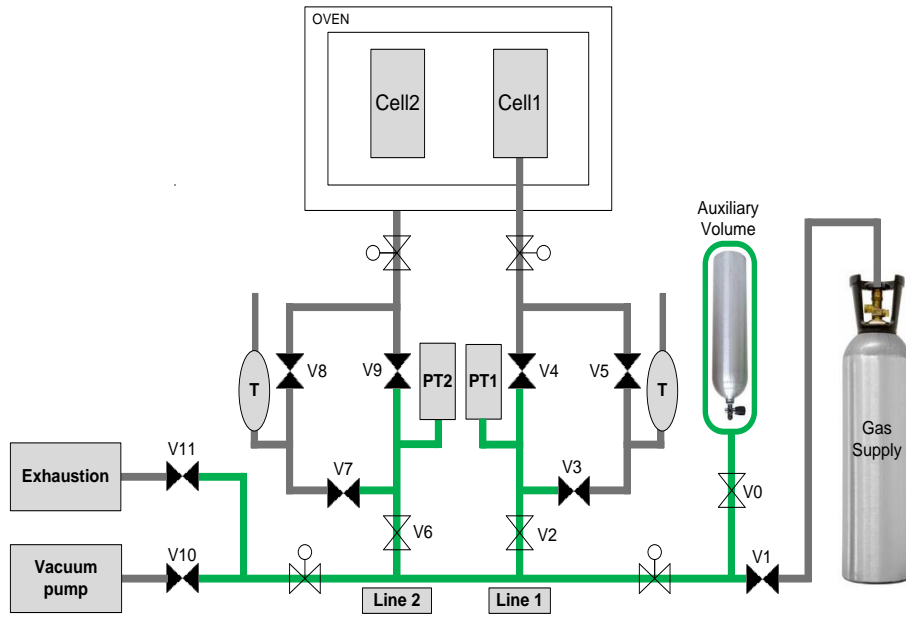 OVEN
Cell2
Cell1
Auxiliary
Volume
V8
V9
PT2
PT1
V4
V5
T
T
Gas
Supply
V11
Exhaustion
V7
V3
V0
V6
V2
V10
V1
Vacuum
pump
Line 2
Line 1